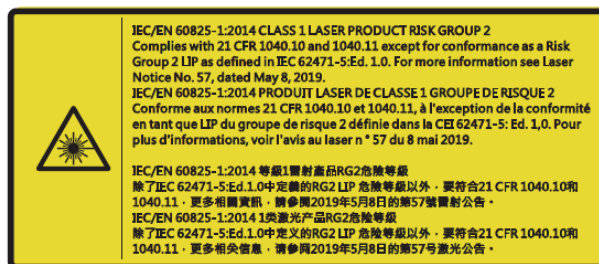 IEC/EN 60825-1:2014 CLASS 1 LASER PRODUCT RISK GROUP 2
Complies with 21 CFR 1040.10 and 1040.11 except for conformance as a Risk
Group 2 LIP as defined in IEC 62471-5:Ed. 1.0. For more information see Laser
Notice No. 57, dated May 8, 2019.
IEC/EN 60825-1:2014 PRODUIT LASER DE CLASSE 1 GROUPE DE RISQUE 2
Conforme aux normes 21 CFR 1040.10 et 1040.11, à l'exception de la conformité
en tant que LIP du groupe de risque 2 définie dans la CEI 62471-5: Ed. 1,0. Pour
plus d'informations, voir l'avis au laser n ° 57 du 8 mai 2019.
IEC/EN 60825-1:2014 等級1雷射產品RG2危險等級
除了IEC 62471-5:Ed.1.0中定義的RG2 LIP 危險等級以外，要符合21 CFR 1040.10和
1040.11，更多相關資訊，請參閱2019年5月8日的第57號雷射公告。
IEC/EN 60825-1:2014 1类激光产品RG2危险等级
除了IEC 62471-5:Ed.1.0中定义的RG2 LIP 危险等级以外，要符合21 CFR 1040.10和
1040.11，更多相关信息，请参阅2019年5月8日的第57号激光公告。